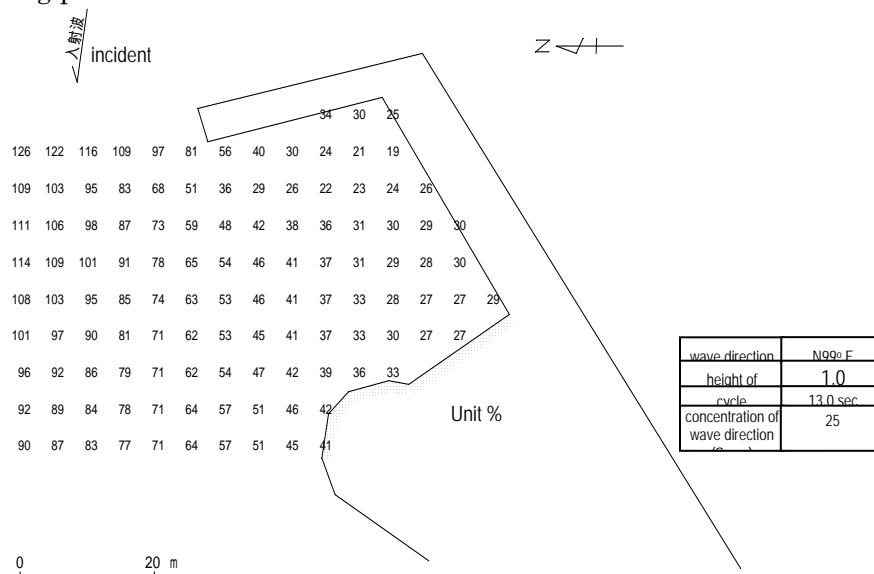 入射波
incident
N
34 30 25
126 122 116 109 97 81 56 40 30 24 21 19
109 103 95 83 68 51 36 29 26 22 23 24 26
111 106 98 87 73 59 48 42 38 36 31 30 29 30
114 109 101 91 78 65 54 46 41 37 31 29 28 30
108 103 95 85 74 63 53 46 41 37 33 28 27 27 29
101 97 90 81 71 62 53 45 41 37 33 30 27 27
96 92 86 79 71 62 54 47 42 39 36 33
92 89 84 78 71 64 57 51 46 42
90 87 83 77 71 64 57 51 45 41
Unit %
wave direction N99° E
height of 1.0
cycle 13.0 sec
concentration of 25
wave direction
0 20 m